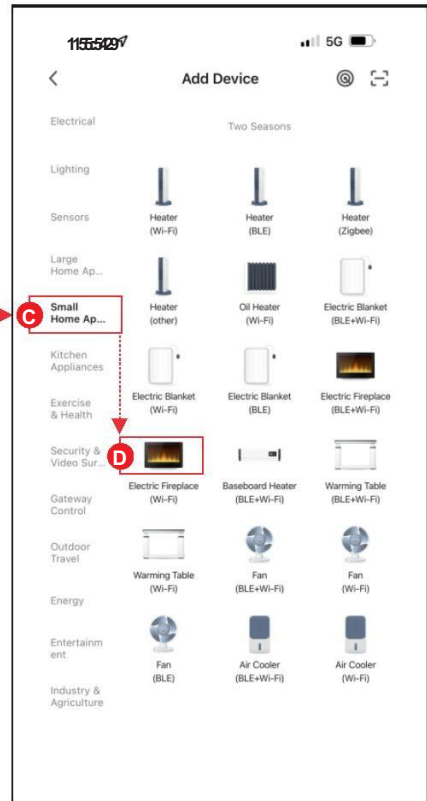 5G
Add Device
Electrical
Two Seasons
Lighting
Sensors
Heater
(Wi-Fi)
Heater
(BLE)
Heater
(Zigbee)
Large
Home Ap...
C
Small
Home Ap...
Heater
(other)
Oil Heater
(Wi-Fi)
Electric Blanket
(BLE+Wi-Fi)
Kitchen
Appliances
Exercise
& Health
Electric Blanket
(Wi-Fi)
Electric Blanket
(BLE)
Electric Fireplace
(BLE+Wi-Fi)
Security &
Video Sur...
D
Electric Fireplace
(Wi-Fi)
Baseboard Heater
(BLE+Wi-Fi)
Warming Table
(BLE+Wi-Fi)
Gateway
Control
Outdoor
Travel
Warming Table
(Wi-Fi)
Fan
(BLE+Wi-Fi)
Fan
(Wi-Fi)
Energy
Entertainm
ent
Fan
(BLE)
Air Cooler
(BLE+Wi-Fi)
Air Cooler
(Wi-Fi)
Industry &
Agriculture